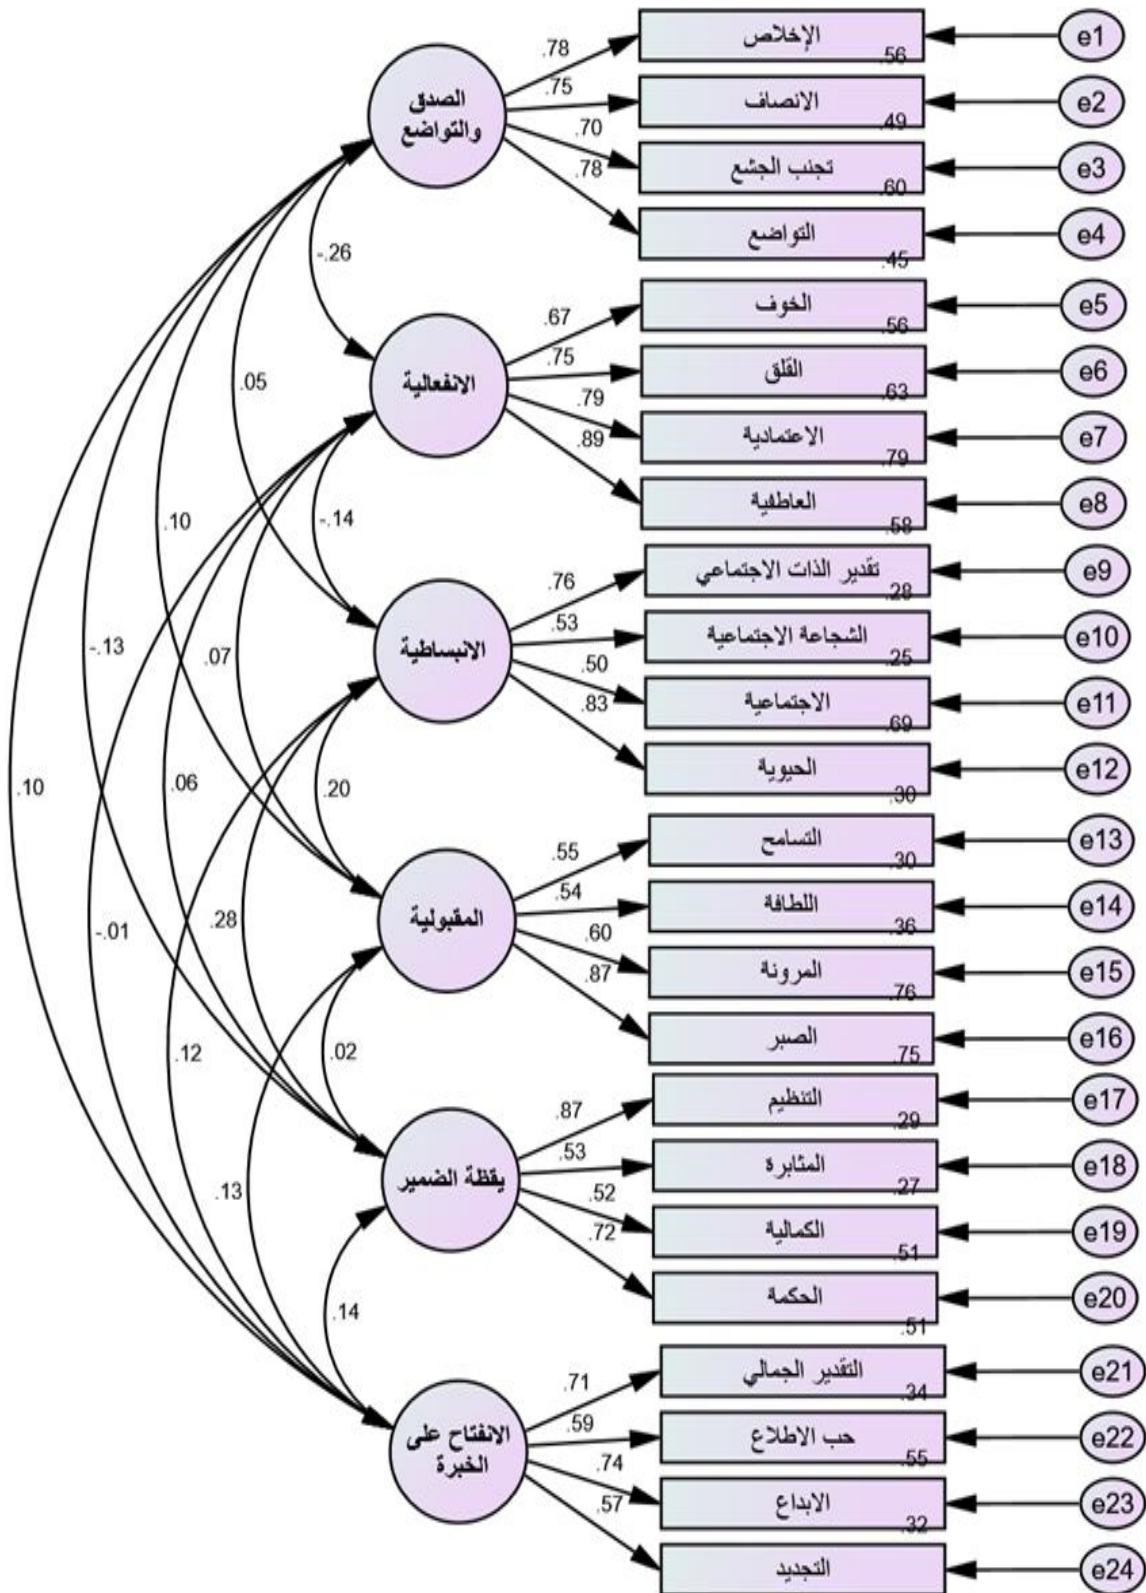 .78
الإخلاص
.56
e1
الصدق
والتواضع
.75
الانصاف
.49
e2
.70
تجنب الجشع
.60
e3
.78
التواضع
.45
e4
-.26
.67
الخوف
.56
e5
الانفعالية
.75
القلق
.63
e6
.05
.79
الاعتمادية
.79
e7
.89
العاطفية
.58
e8
.10
-.14
.76
تقدير الذات الاجتماعي
.28
e9
الانبساطية
.53
الشجاعة الاجتماعية
.25
e10
-.13
.07
.50
الاجتماعية
.69
e11
.83
الحيوية
.30
e12
.10
.06
.20
.55
التسامح
.30
e13
المقبولية
.54
اللطافة
.36
e14
-.01
.28
.60
المرونة
.76
e15
.87
الصبر
.75
e16
.12
.02
.87
التنظيم
.29
e17
يقظة الضمير
.53
المثابرة
.27
e18
.13
.52
الكمالية
.51
e19
.72
الحكمة
.51
e20
.14
.71
التقدير الجمالي
.34
e21
الانفتاح على
الخبرة
.59
حب الاطلاع
.55
e22
.74
الابداع
.32
e23
.57
التجديد
e24